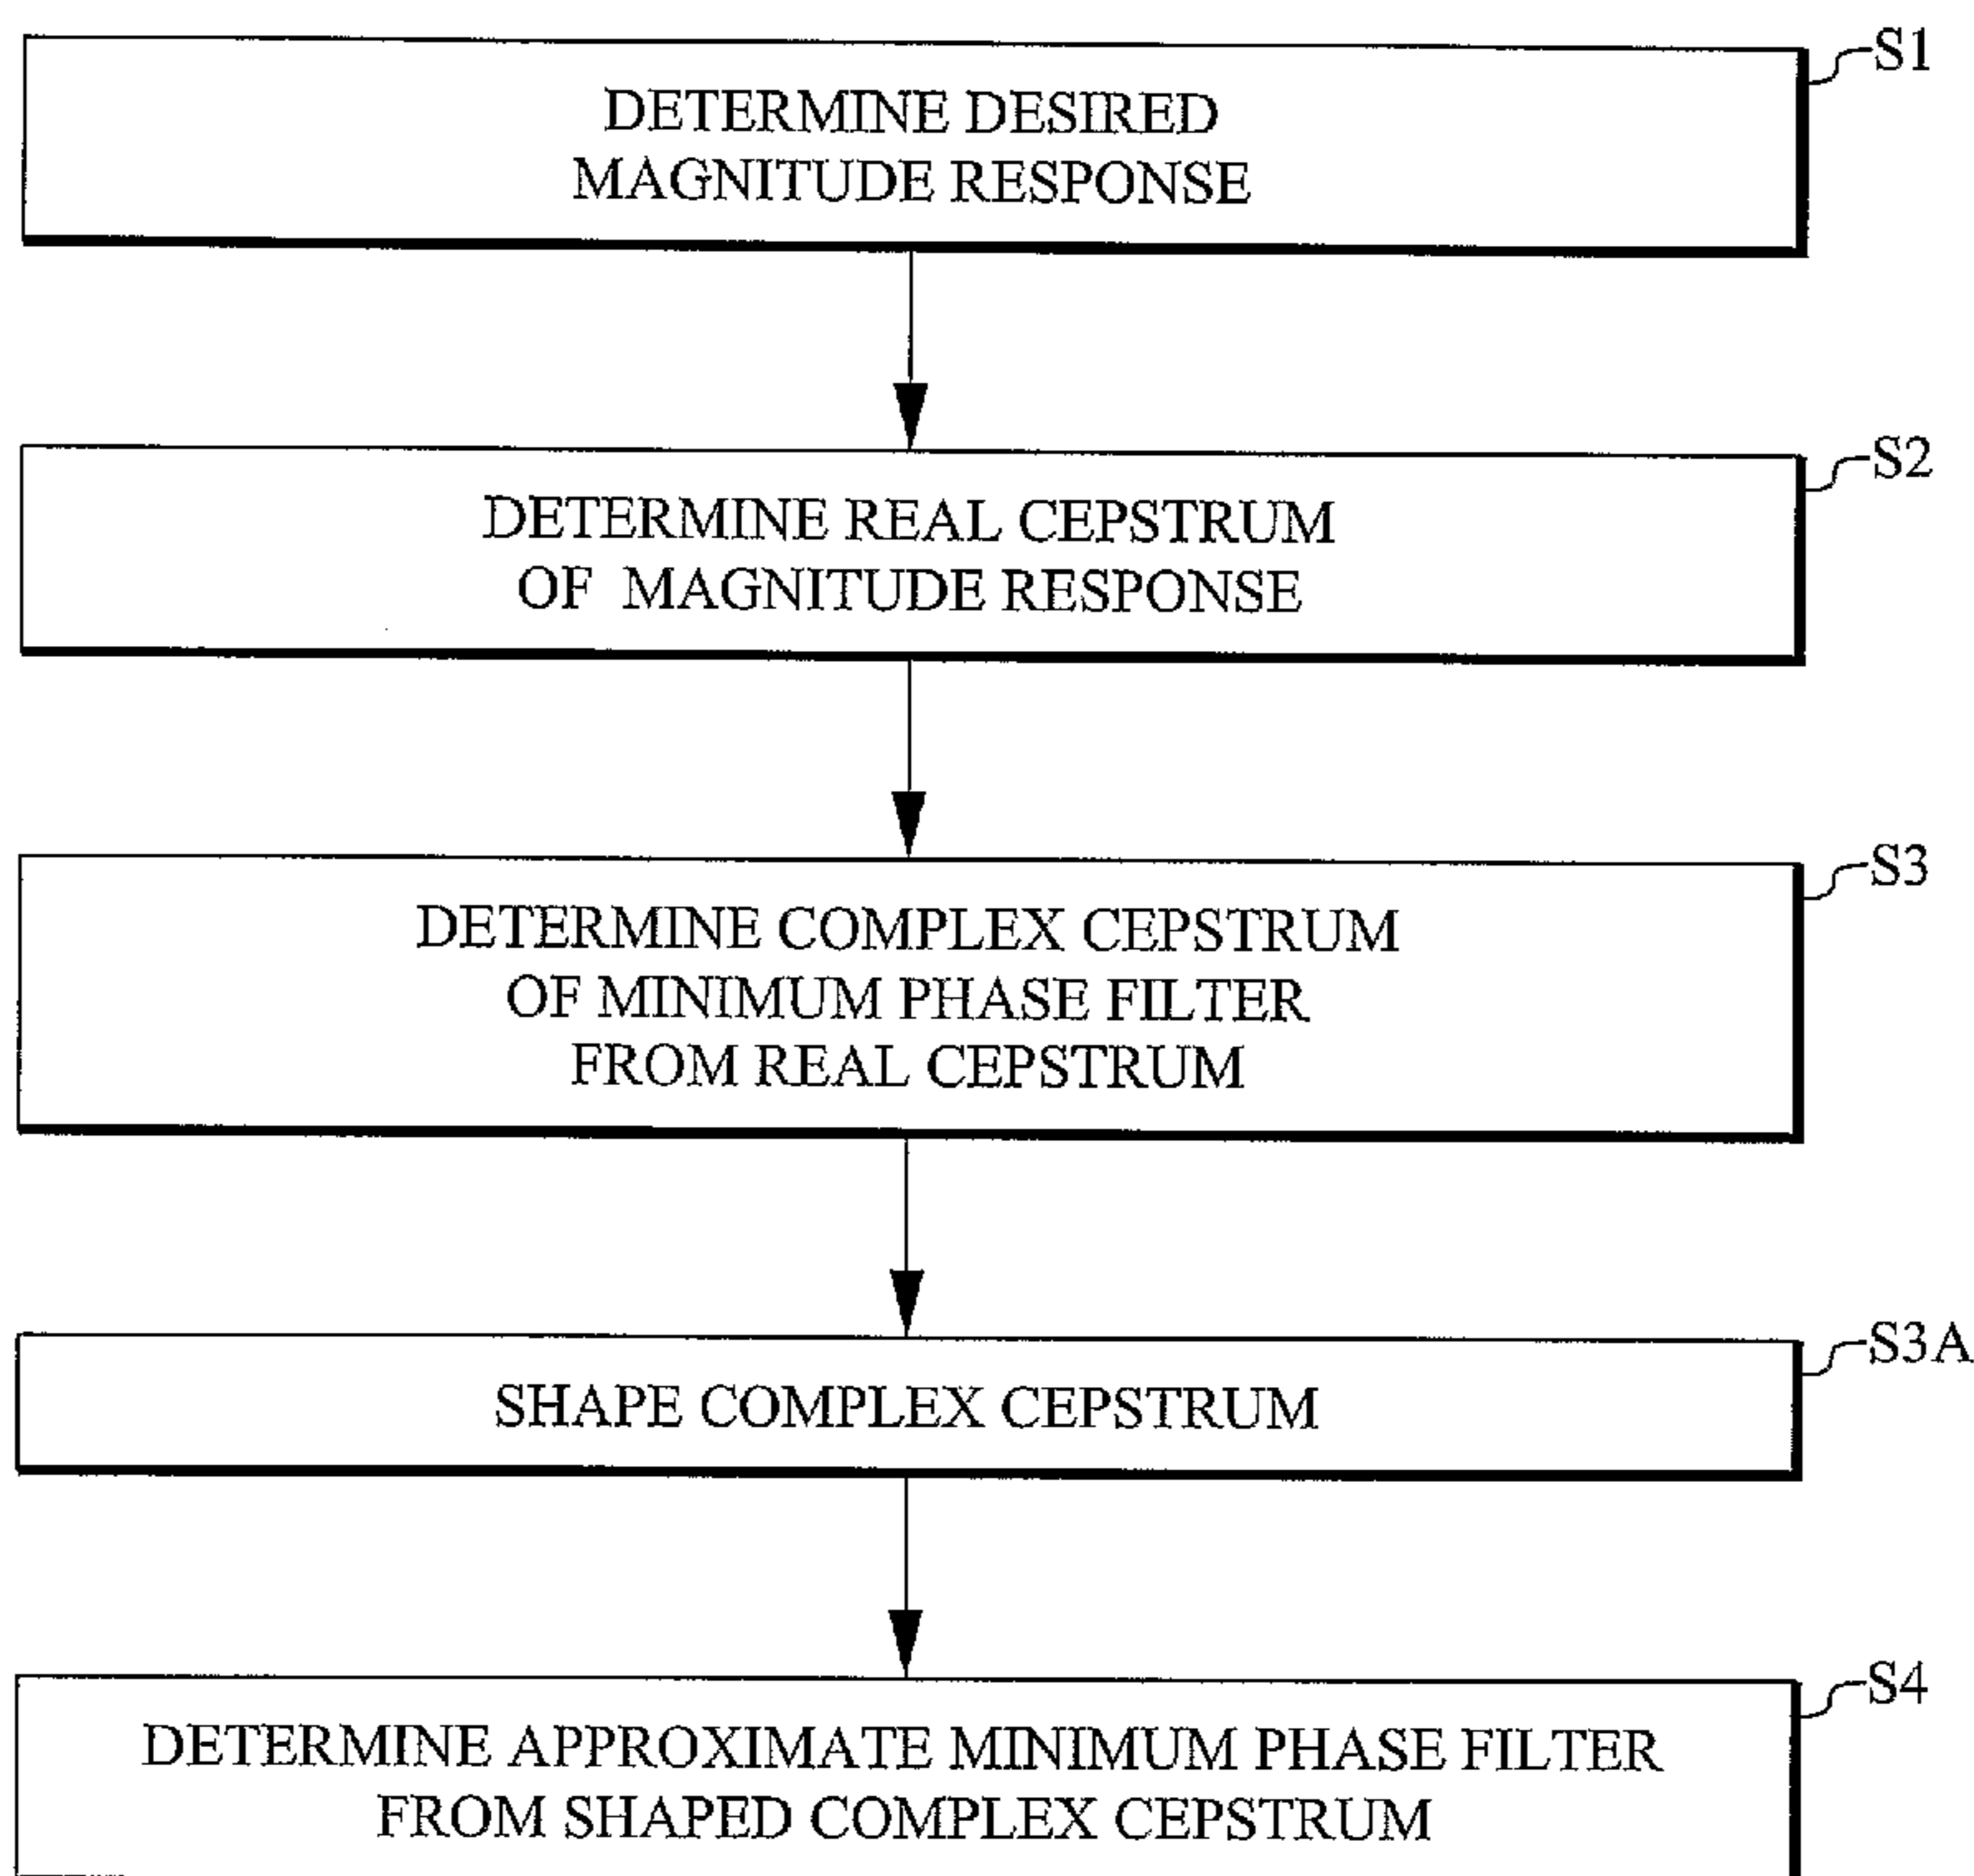 S1
DETERMINE DESIRED
MAGNITUDE RESPONSE
S2
DETERMINE REAL CEPSTRUM
OF MAGNITUDE RESPONSE
S3
DETERMINE COMPLEX CEPSTRUM
OF MINIMUM PHASE FILTER
FROM REAL CEPSTRUM
S3A
SHAPE COMPLEX CEPSTRUM
S4
DETERMINE APPROXIMATE MINIMUM PHASE FILTER
FROM SHAPED COMPLEX CEPSTRUM